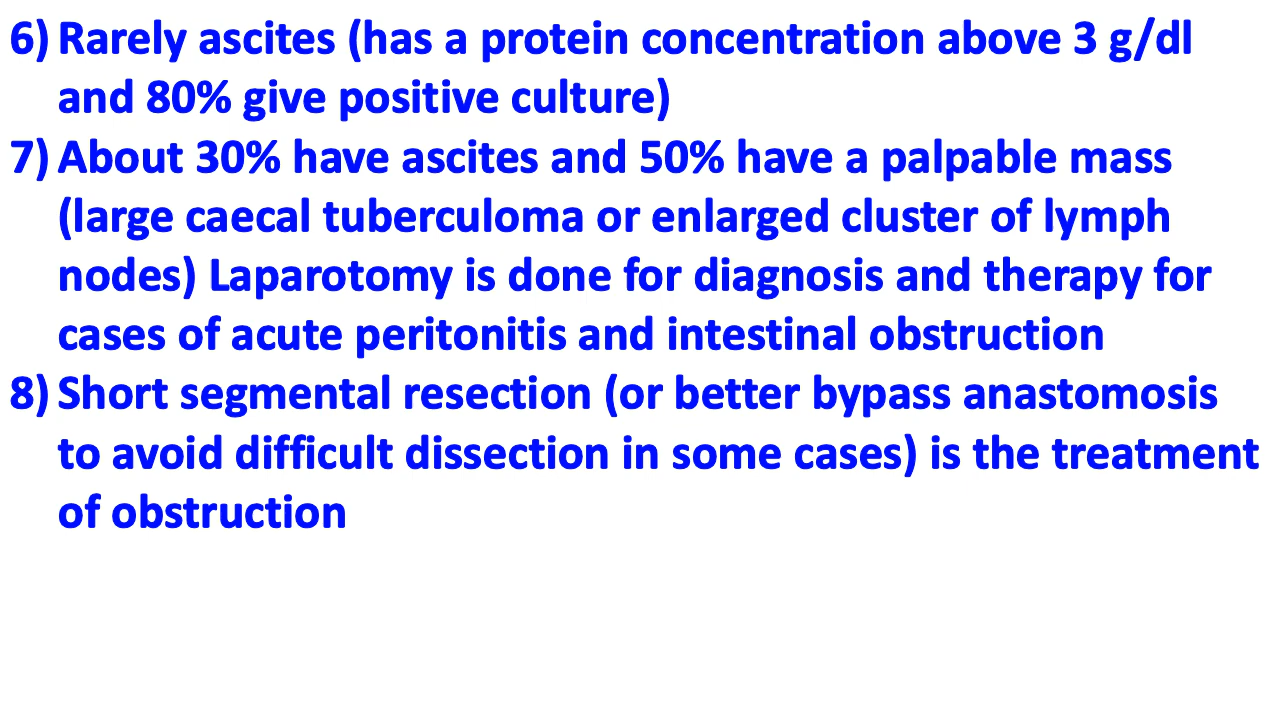 6) Rarely ascites (has a protein concentration above 3 g/dl
and 80% give positive culture)
7) About 30% have ascites and 50% have a palpable mass
(large caecal tuberculoma or enlarged cluster of lymph
nodes) Laparotomy is done for diagnosis and therapy for
cases of acute peritonitis and intestinal obstruction
8) Short segmental resection (or better bypass anastomosis
to avoid difficult dissection in some cases) is the treatment
of obstruction